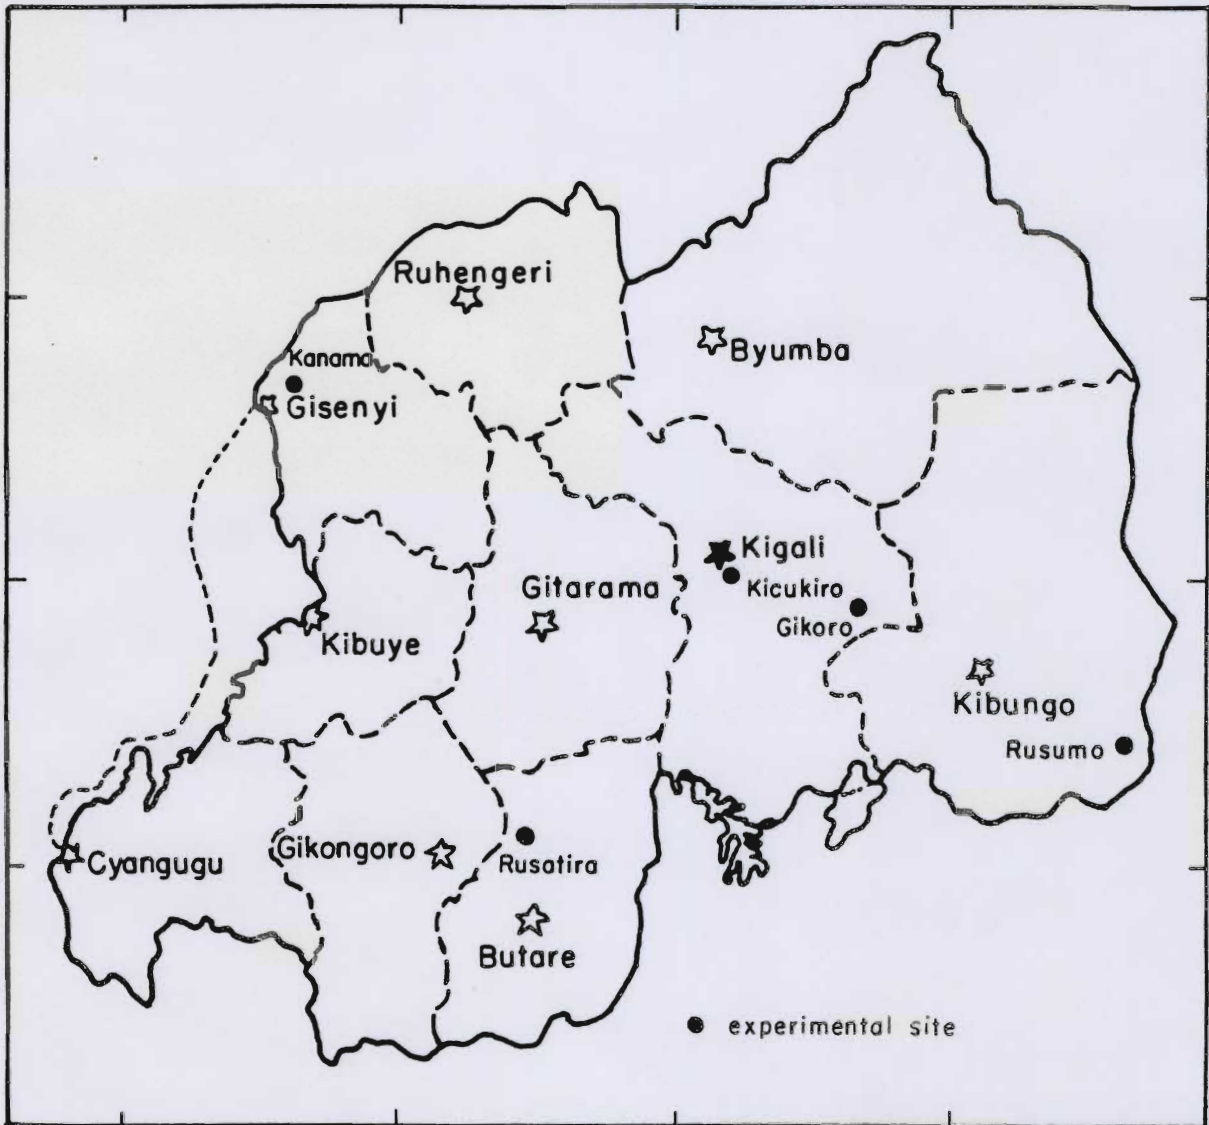 Ruhengeri
Byumba
Kanama
Gisenyi
Kigali
Kicukiro
Gitarama
Gikoro
Kibuye
Kibungo
Rusumo
Cyangugu
Gikongoro
Rusatira
Butare
experimental site